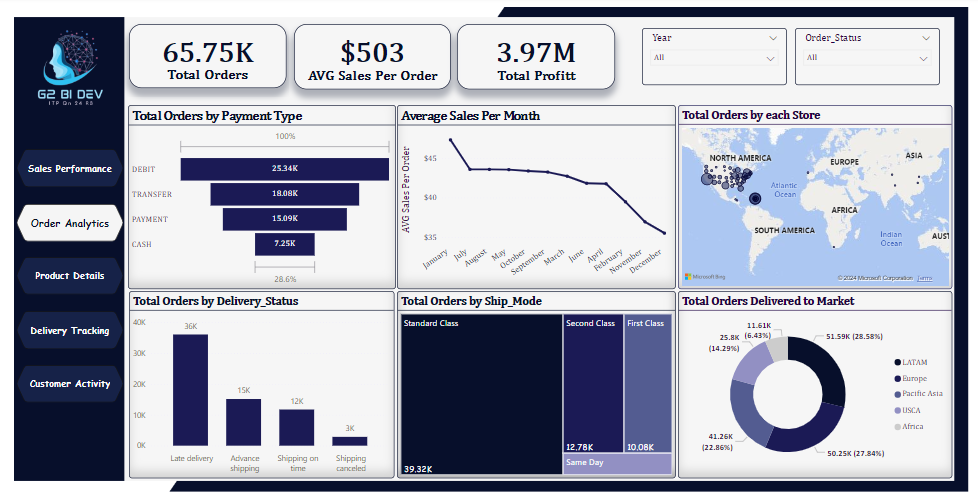 65.75K
Total Orders
$503
AVG Sales Per Order
3.97M
Total Profitt
Year
All
Order_Status
All
G2 BI DEV
Sales Performance
Order Analytics
Product Details
Delivery Tracking
Customer Activity
Total Orders by Payment Type
100%
DEBIT
25.34K
TRANSFER
18.08K
PAYMENT
15.09K
CASH
7.25K
28.6%
Average Sales Per Month
AVG Sales Per Order
$45
$40
$35
January
July
August
May
October
September
March
June
April
February
November
December
Total Orders by each Store
NORTH AMERICA
EUROPE
ASIA
Atlantic
Ocean
AFRICA
SOUTH AMERICA
Indian
Ocean
AUST
Microsoft Bing
© 2024 Microsoft Corporation Terms
Total Orders by Delivery_Status
40K
30K
20K
10K
0K
36K
15K
12K
3K
Late delivery
Advance
shipping
Shipping on
time
Shipping
canceled
Total Orders by Ship_Mode
Standard Class
39.32K
Second Class
12.78K
First Class
10.08K
Same Day
Total Orders Delivered to Market
11.61K
(6.43%)
51.59K (28.58%)
25.8K
(14.29%)
41.26K
(22.86%)
50.25K (27.84%)
LATAM
Europe
Pacific Asia
USCA
Africa